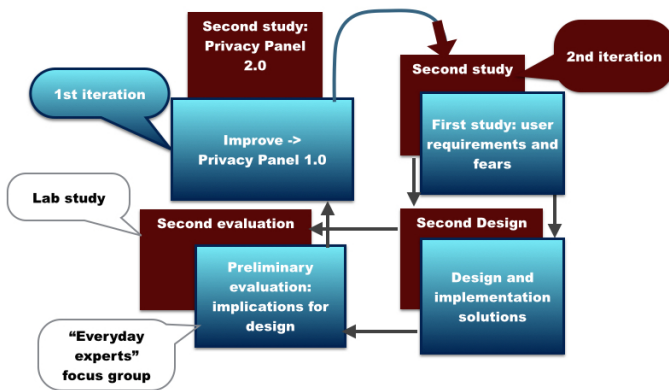 Second study:
Privacy Panel
2.0
Second study
2nd iteration
1st iteration
Improve ->
Privacy Panel 1.0
First study: user
requirements and
fears
Lab study
Second evaluation
Second Design
Preliminary
evaluation:
implications for
design
Design and
implementation
solutions
“Everyday
experts”
focus group